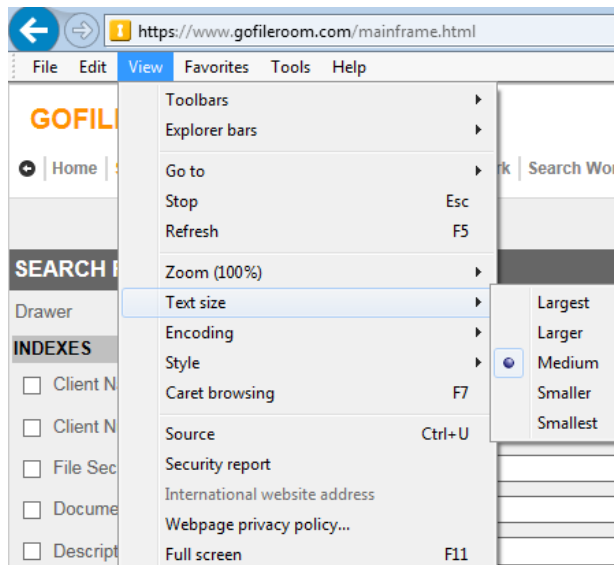 https://www.gofileroom.com/mainframe.html
File Edit View Favorites Tools Help
GOFIL
Home
rk Search Wor
Toolbars
Explorer bars
Go to
Stop Esc
Refresh F5
Zoom (100%)
Text size
Encoding
Style
Caret browsing F7
Source Ctrl+U
Security report
International website address
Webpage privacy policy...
Full screen F11
Largest
Larger
Medium
Smaller
Smallest
SEARCH
Drawer
INDEXES
Client N
Client N
File Sec
Docume
Descript